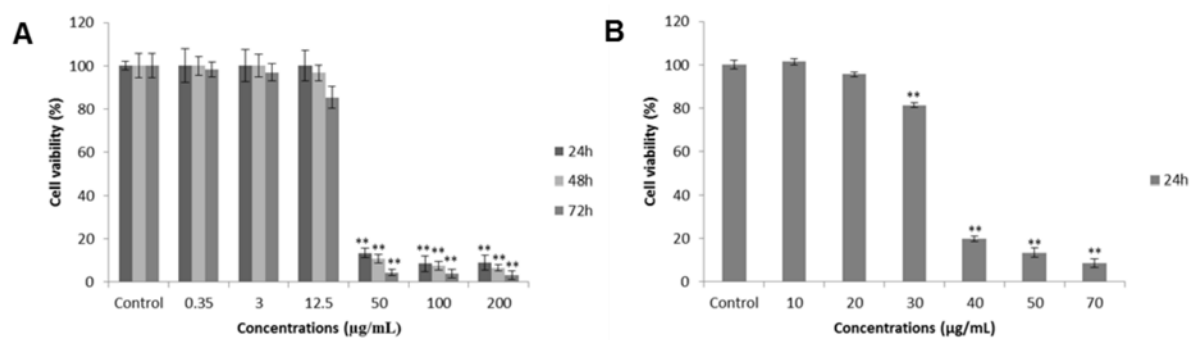 A
120
100
80
60
40
20
0
Cell vaibility (%)
** ** ** ** ** ** ** ** **
Control 0.35 3 12.5 50 100 200
Concentrations (µg/mL)
24h
48h
72h
B
120
100
80
60
40
20
0
Cell viability (%)
** ** ** **
Control 10 20 30 40 50 70
Concentrations (µg/mL)
24h